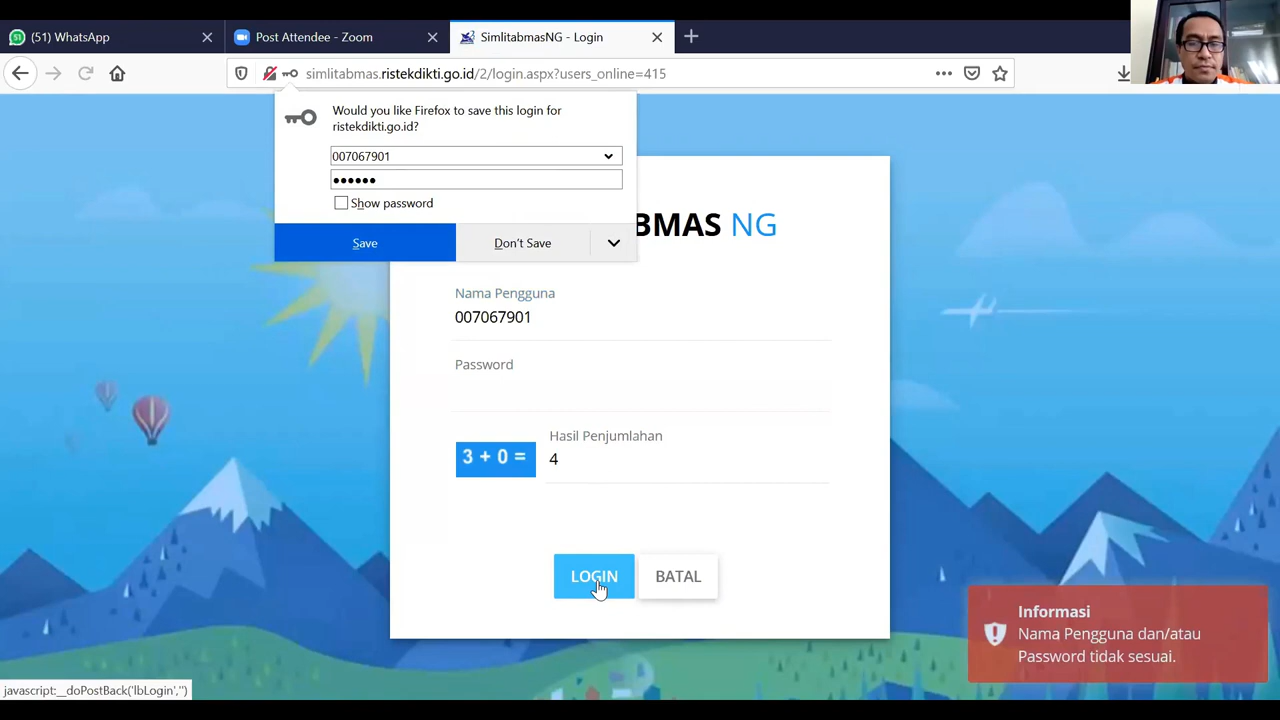 (51) WhatsApp
Post Attendee - Zoom
SimlitabmasNG - Login
simlitabmas.ristekdikti.go.id/2/login.aspx?users_online=415
Would you like Firefox to save this login for
ristekdikti.go.id?
007067901
Show password
Save
Don't Save
BMAS NG
Nama Pengguna
007067901
Password
Hasil Penjumlahan
3 + 0 =
4
LOGIN
BATAL
Informasi
Nama Pengguna dan/atau
Password tidak sesuai.
javascript:__doPostBack('lbLogin','')